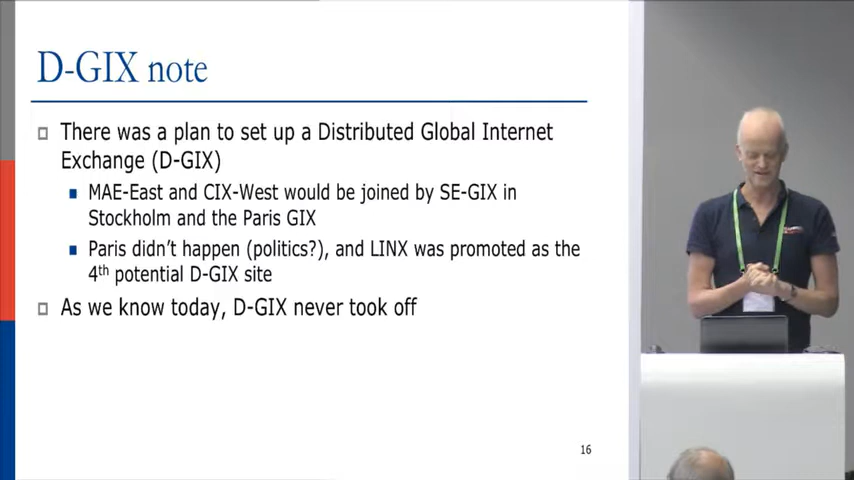 D-GIX note
There was a plan to set up a Distributed Global Internet
Exchange (D-GIX)
MAE-East and CIX-West would be joined by SE-GIX in
Stockholm and the Paris GIX
Paris didn't happen (politics?), and LINX was promoted as the
4th potential D-GIX site
As we know today, D-GIX never took off
16